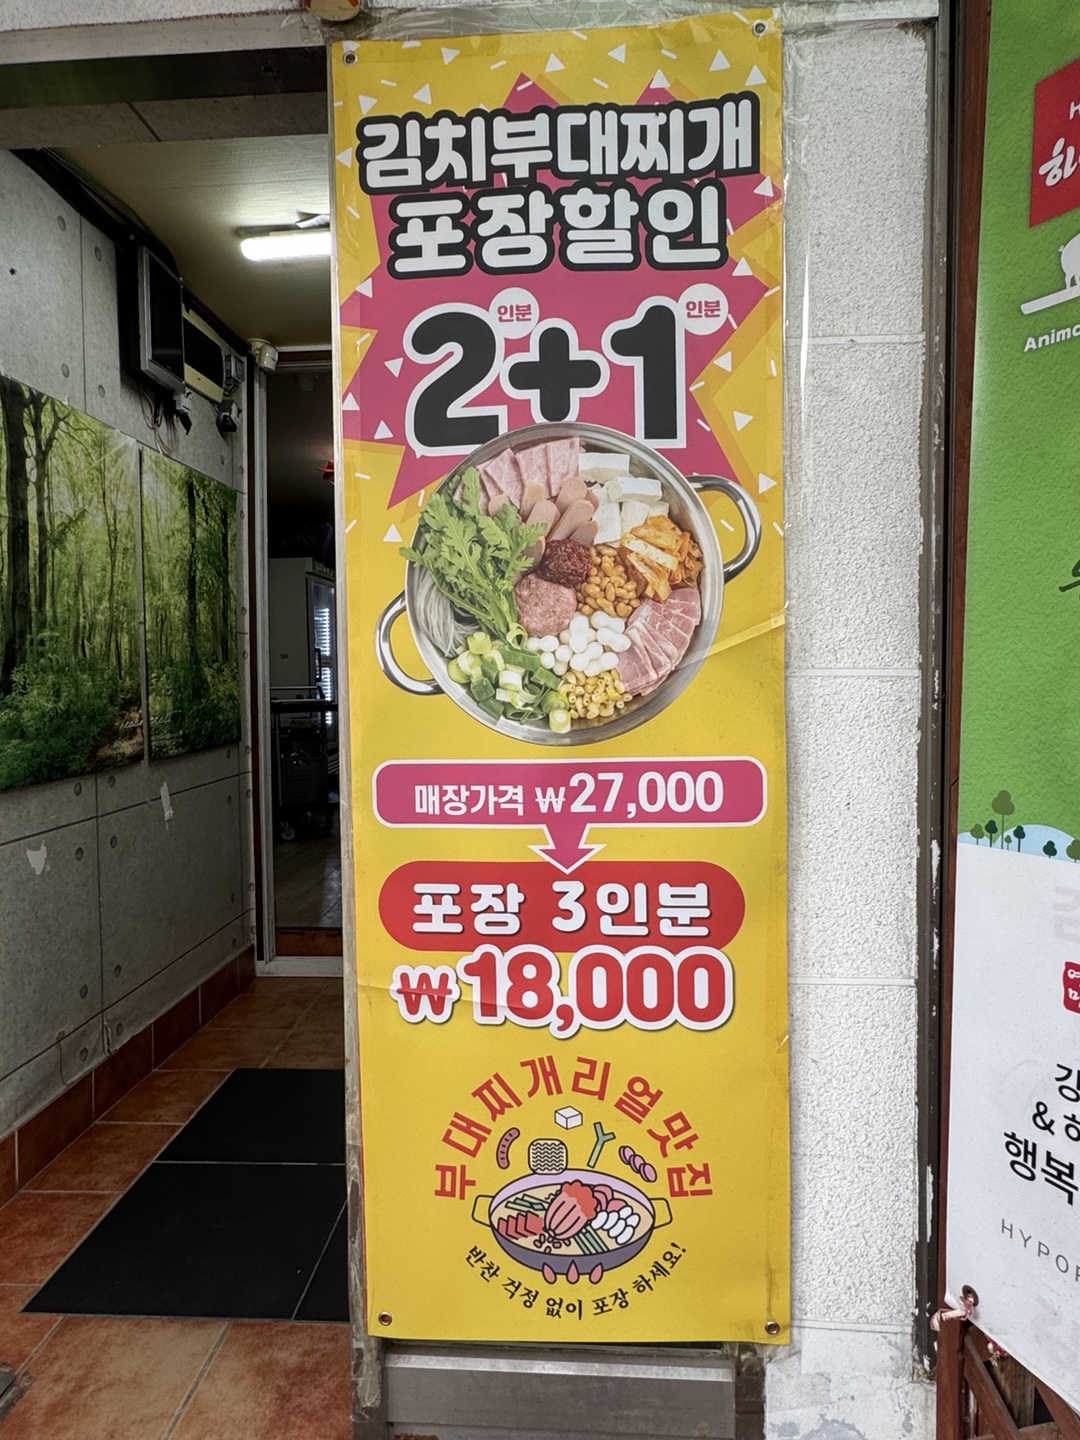 김치부대찌개
포장할인
2인분+1인분
매장가격 ₩27,000
포장 3인분
₩18,000
부대찌개리얼맛집
반찬 걱정 없이 포장 하세요!
행복